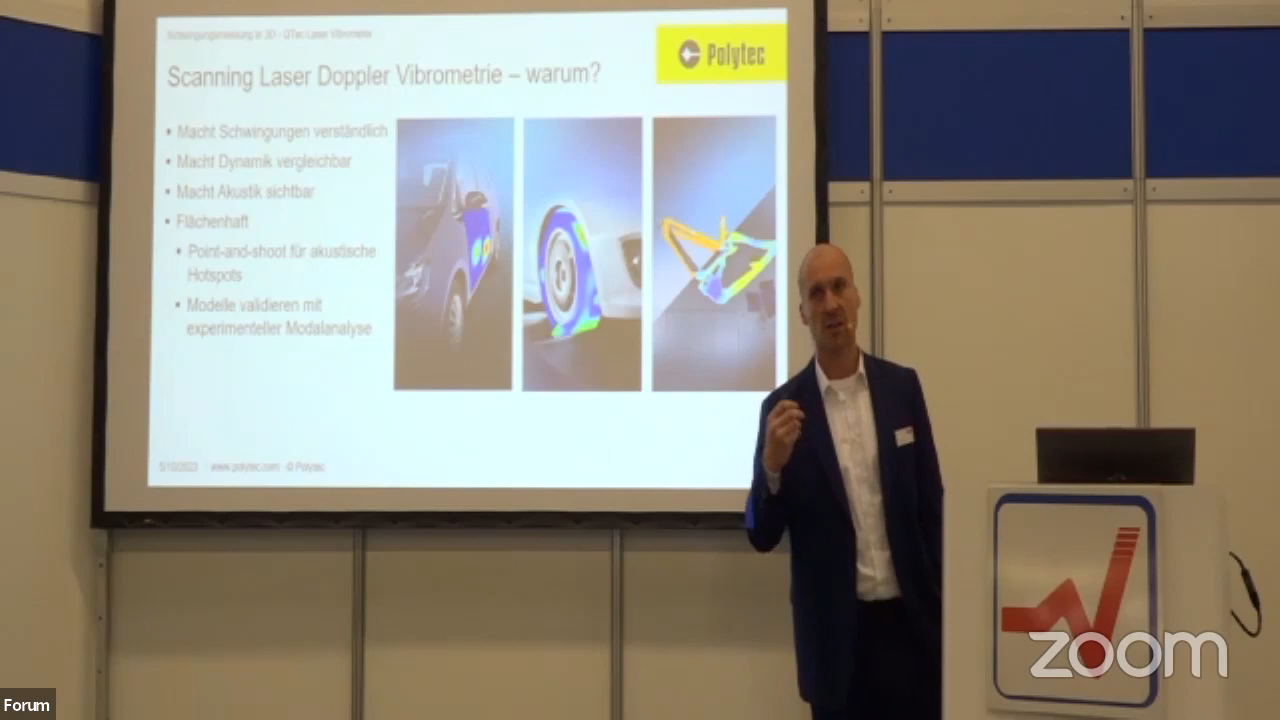 Schwingungsmessung in 3D - QTec Laser Vibrometer
Polytec
Scanning Laser Doppler Vibrometrie – warum?
▪ Macht Schwingungen verständlich
▪ Macht Dynamik vergleichbar
▪ Macht Akustik sichtbar
▪ Flächenhaft
▪ Point-and-shoot für akustische
Hotspots
▪ Modelle validieren mit
experimenteller Modalanalyse
5/10/2023 www.polytec.com - © Polytec
zoom
Forum